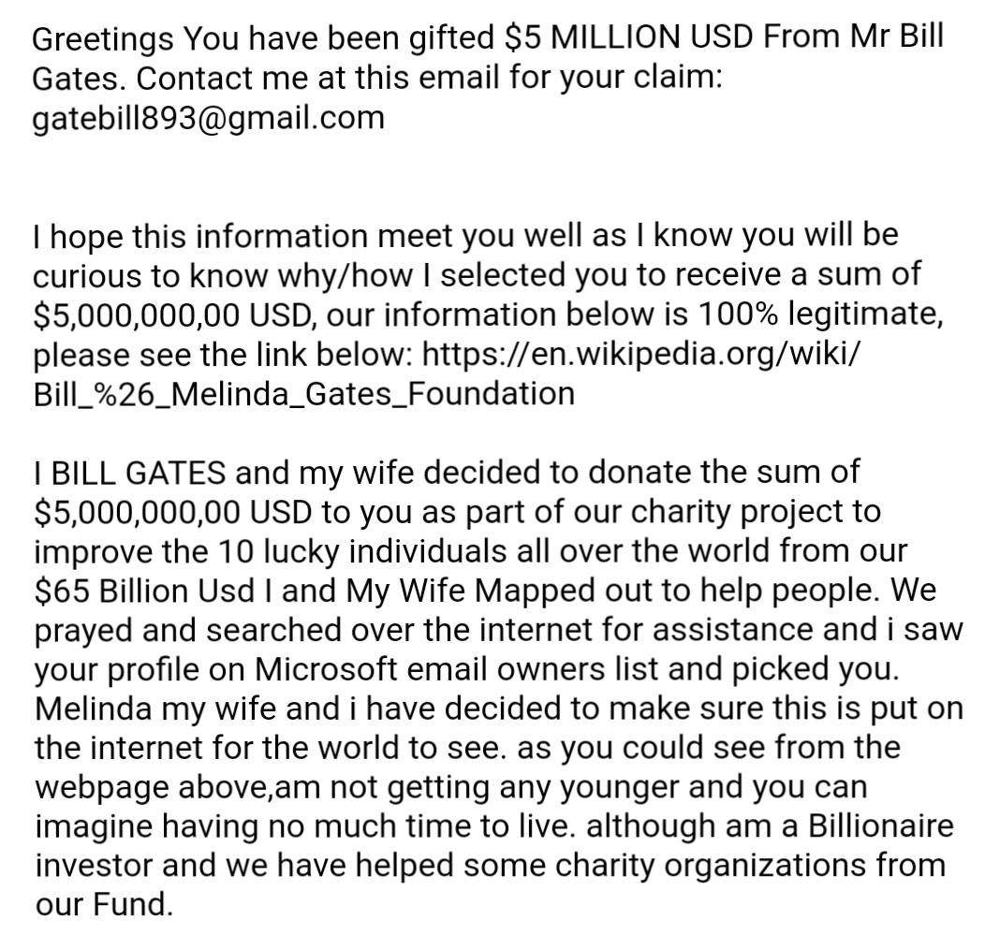 Greetings You have been gifted $5 MILLION USD From Mr Bill
Gates. Contact me at this email for your claim:
gatebill893@gmail.com
I hope this information meet you well as I know you will be
curious to know why/how I selected you to receive a sum of
$5,000,000,00 USD, our information below is 100% legitimate,
please see the link below: https://en.wikipedia.org/wiki/
Bill_%26_Melinda_Gates_Foundation
I BILL GATES and my wife decided to donate the sum of
$5,000,000,00 USD to you as part of our charity project to
improve the 10 lucky individuals all over the world from our
$65 Billion Usd I and My Wife Mapped out to help people. We
prayed and searched over the internet for assistance and i saw
your profile on Microsoft email owners list and picked you.
Melinda my wife and i have decided to make sure this is put on
the internet for the world to see. as you could see from the
webpage above,am not getting any younger and you can
imagine having no much time to live. although am a Billionaire
investor and we have helped some charity organizations from
our Fund.